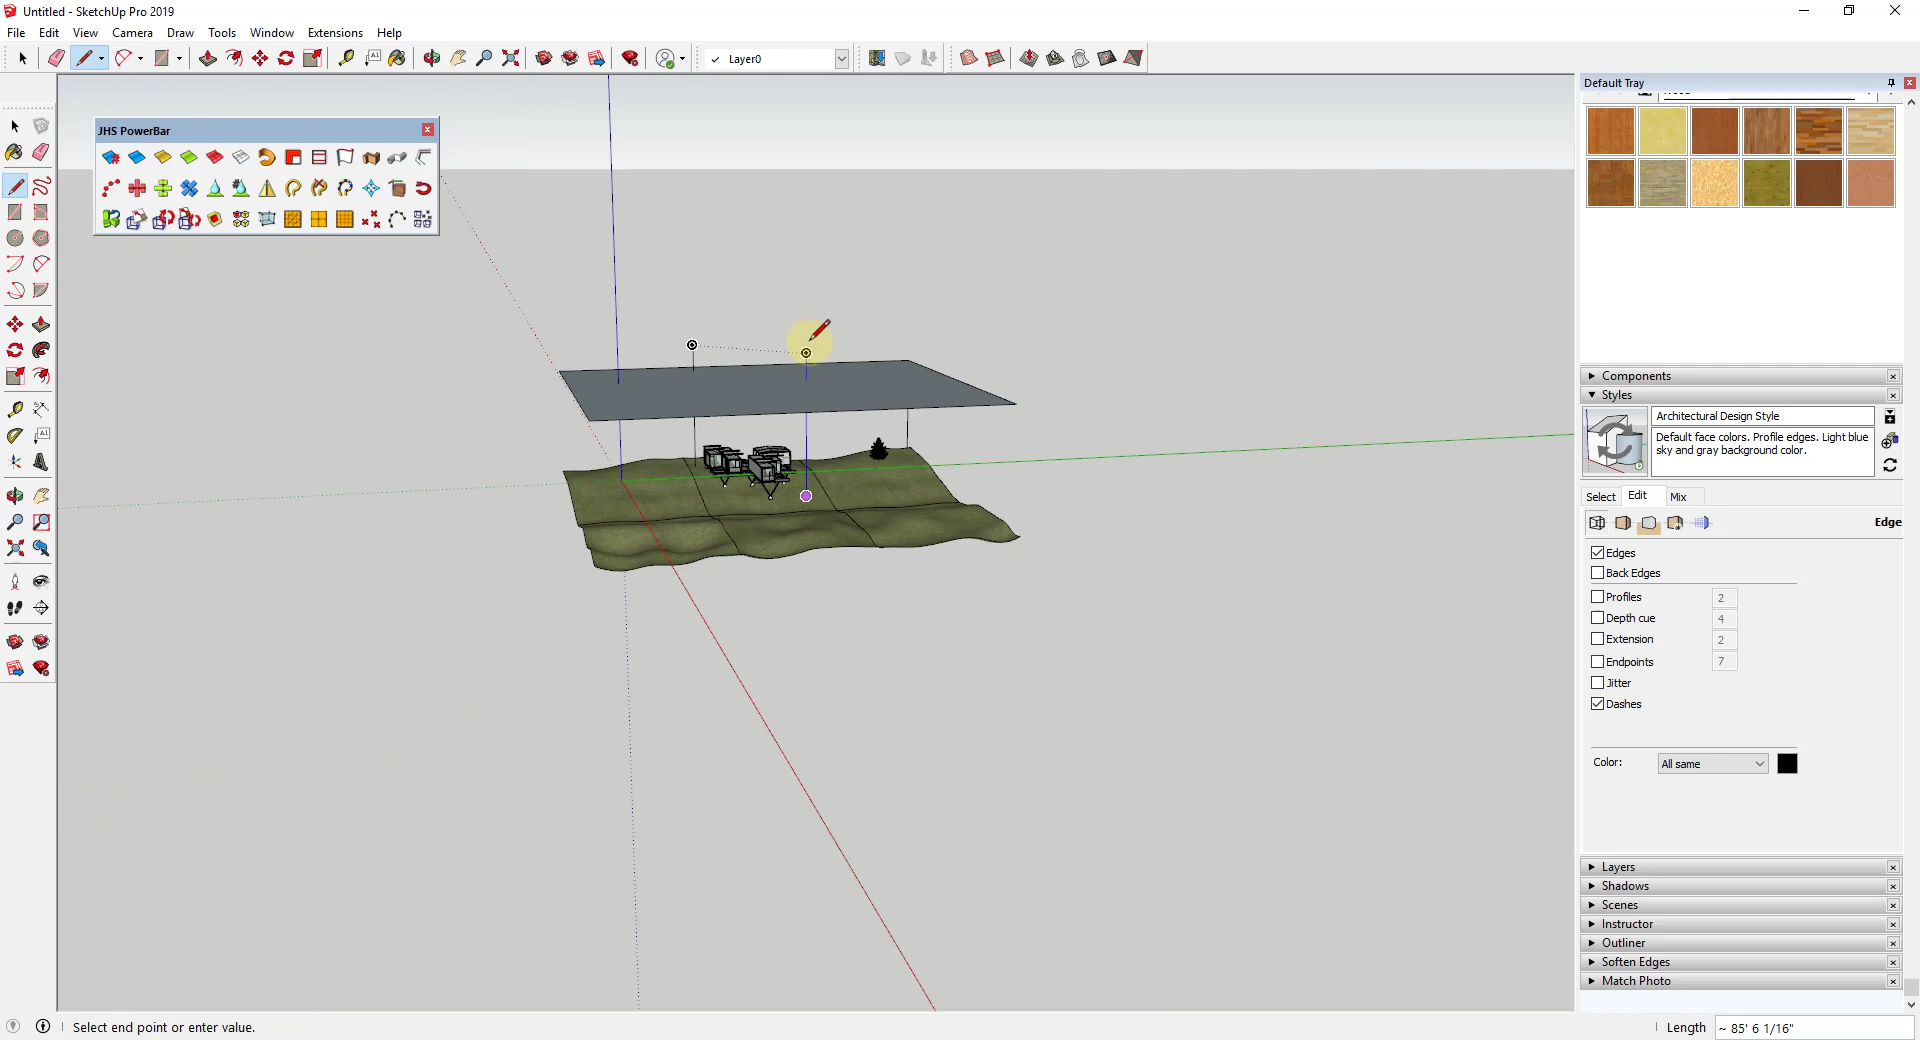 Untitled - SketchUp Pro 2019
File Edit View Camera Draw Tools Window Extensions Help
Layer0
Default Tray
JHS PowerBar
Components
Styles
Architectural Design Style
Default face colors. Profile edges. Light blue
sky and gray background color.
Select Edit Mix
Edge
Edges
Back Edges
Profiles 2
Depth cue 4
Extension 2
Endpoints 7
Jitter
Dashes
Color: All same
Layers
Shadows
Scenes
Instructor
Outliner
Soften Edges
Match Photo
Select end point or enter value.
Length ~ 85' 6 1/16"